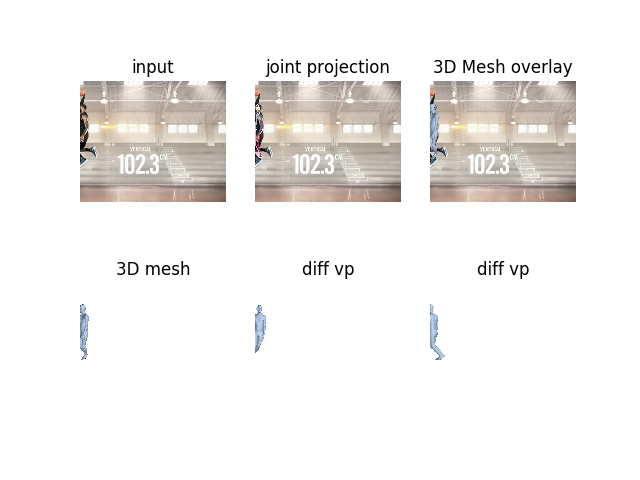 input
joint projection
3D Mesh overlay
VERTICAL
102.3CM
VERTICAL
102.3CM
VERTICAL
102.3CM
3D mesh
diff vp
diff vp